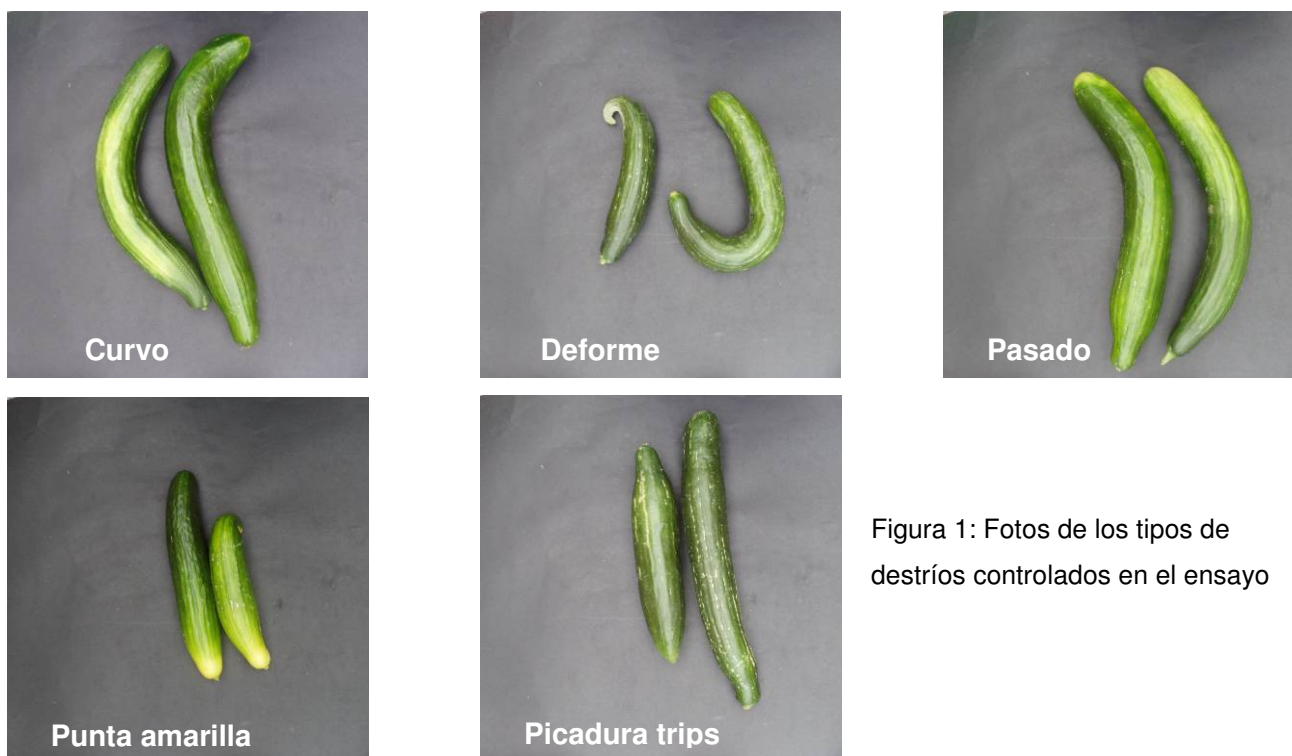 Curvo
Deforme
Pasado
Punta amarilla
Picadura trips
Figura 1: Fotos de los tipos de
destríos controlados en el ensayo